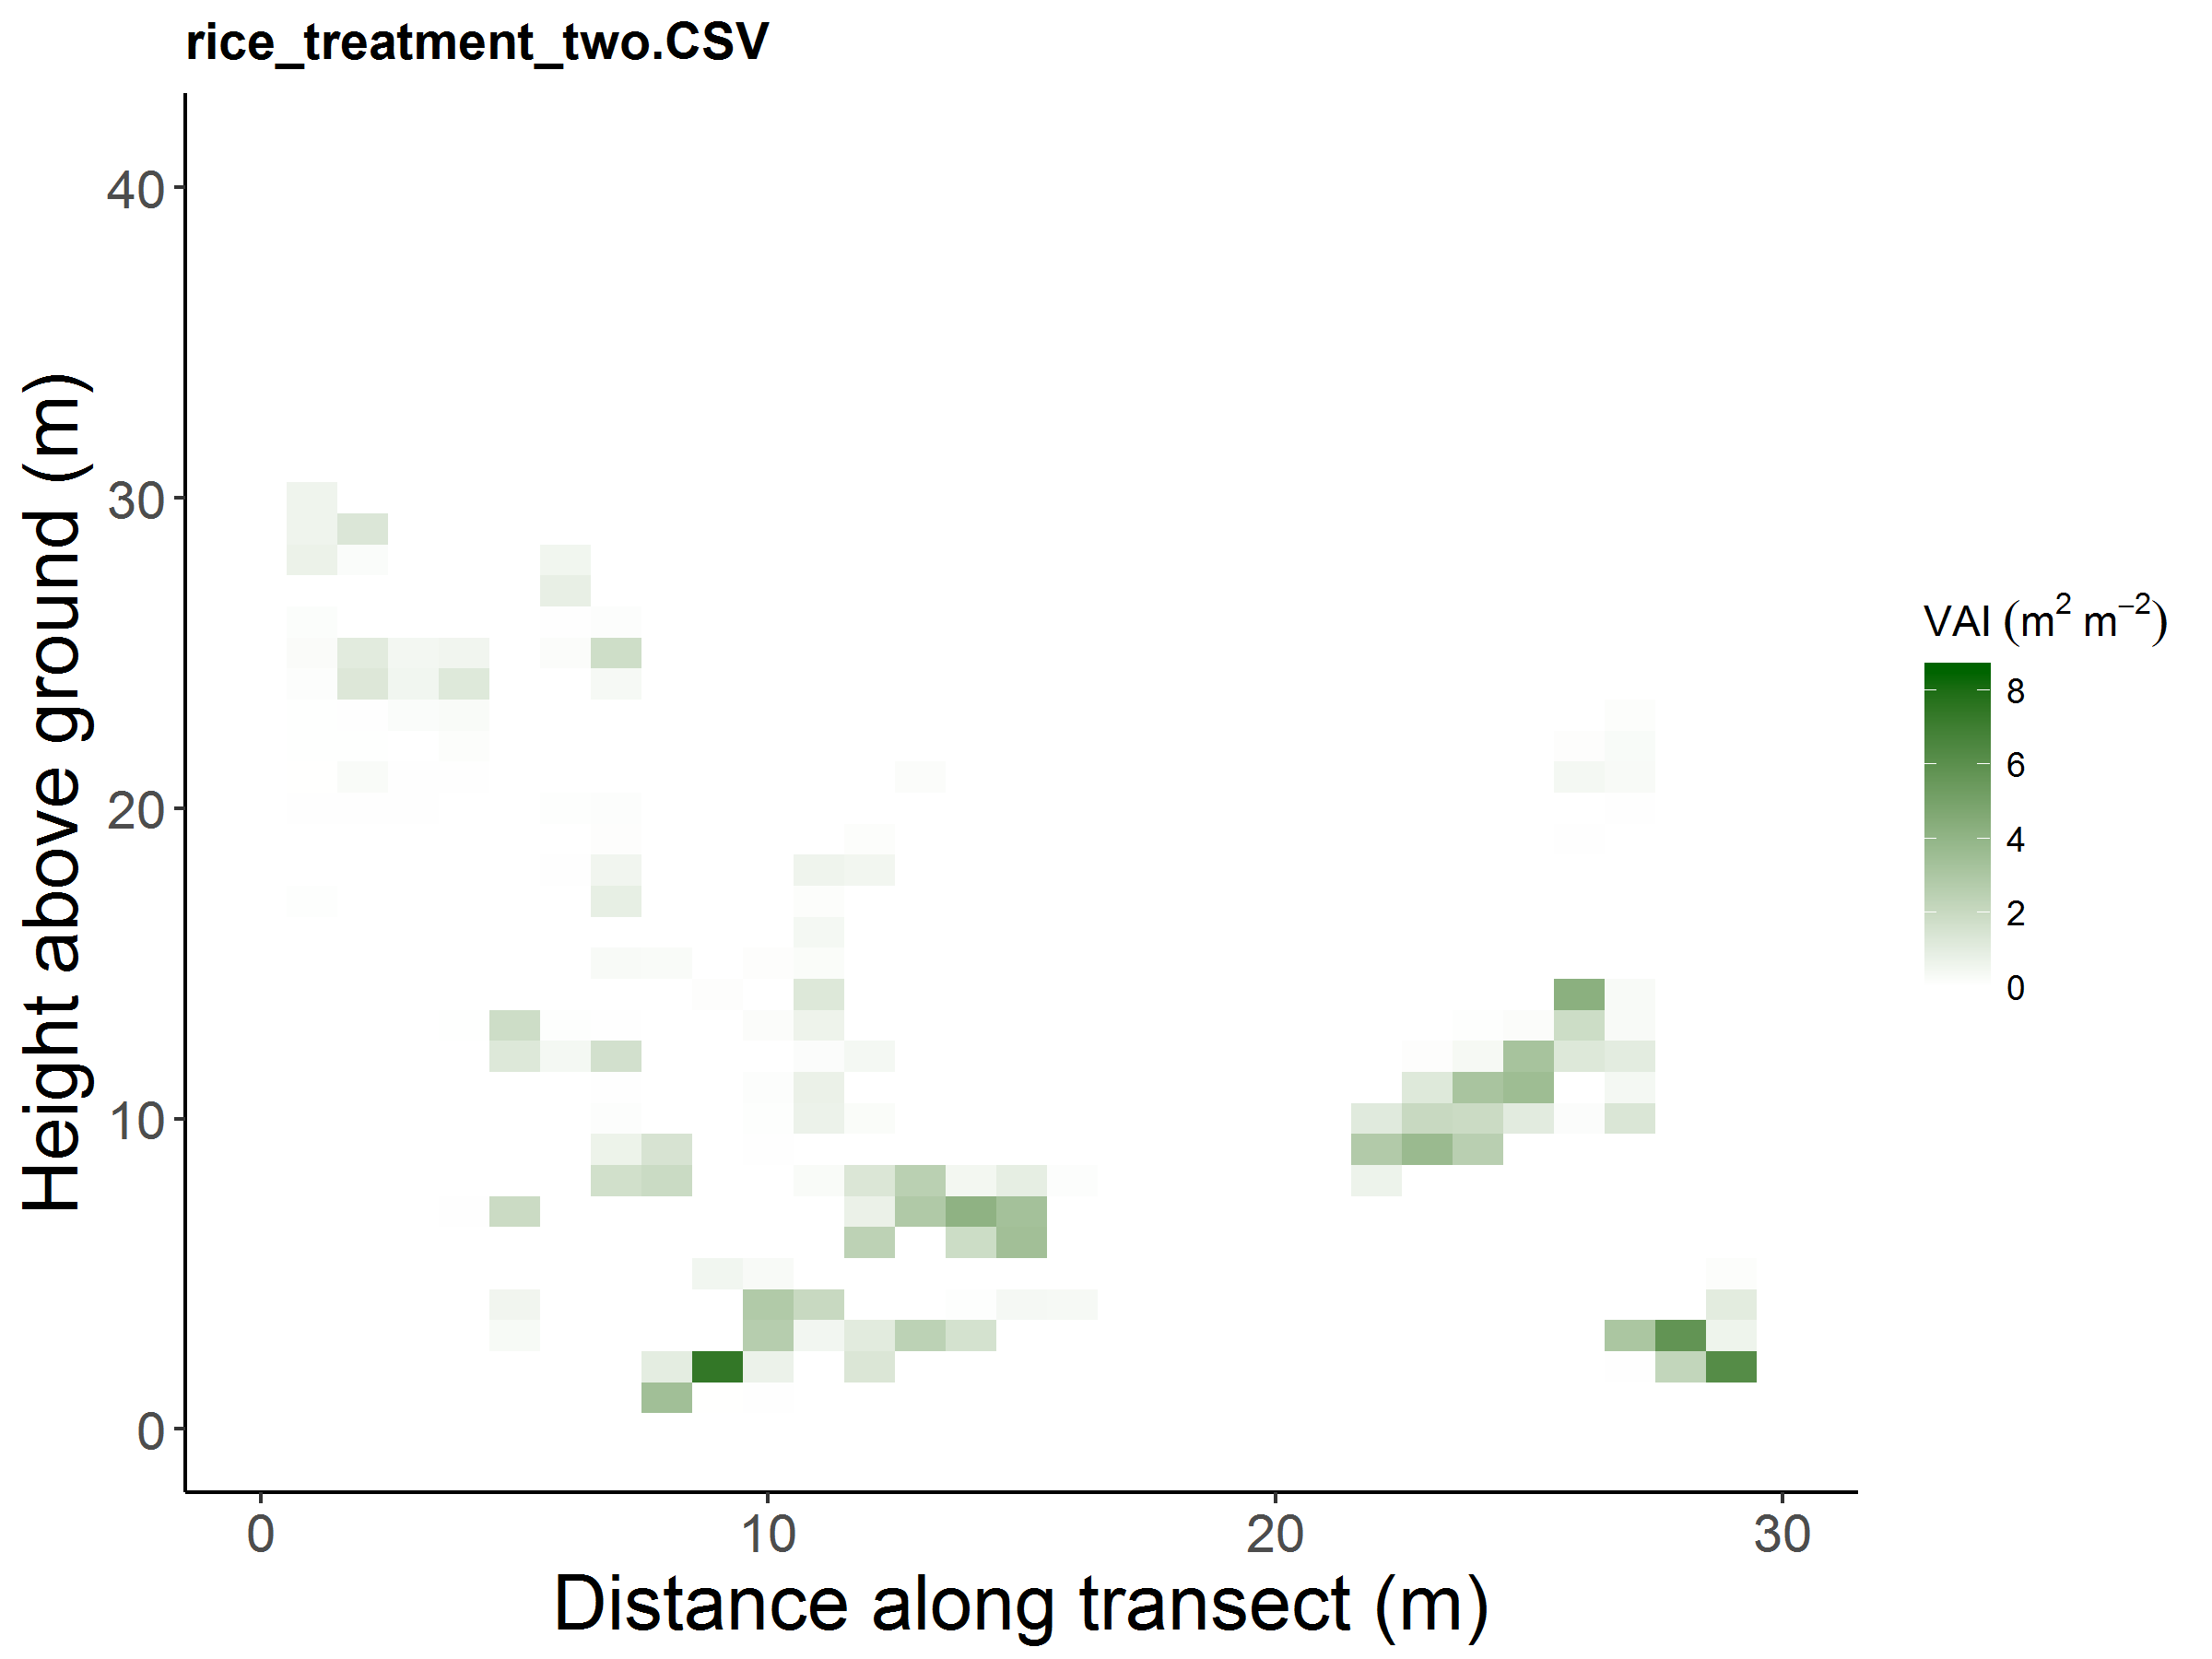 rice_treatment_two.CSV
40
30
20
10
0
Height above ground (m)
0 10 20 30
Distance along transect (m)
VAI (m² m⁻²)
8
6
4
2
0